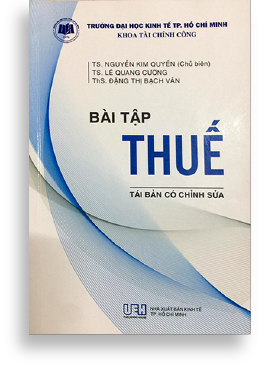 TRƯỜNG ĐẠI HỌC KINH TẾ TP. HỒ CHÍ MINH
KHOA TÀI CHÍNH CÔNG
TS. NGUYỄN KIM QUYẾN (Chủ biên)
TS. LÊ QUANG CƯỜNG
ThS. ĐẶNG THỊ BẠCH VÂN
BÀI TẬP
THUẾ
TÁI BẢN CÓ CHỈNH SỬA
UEH
NHÀ XUẤT BẢN KINH TẾ
TP. HỒ CHÍ MINH